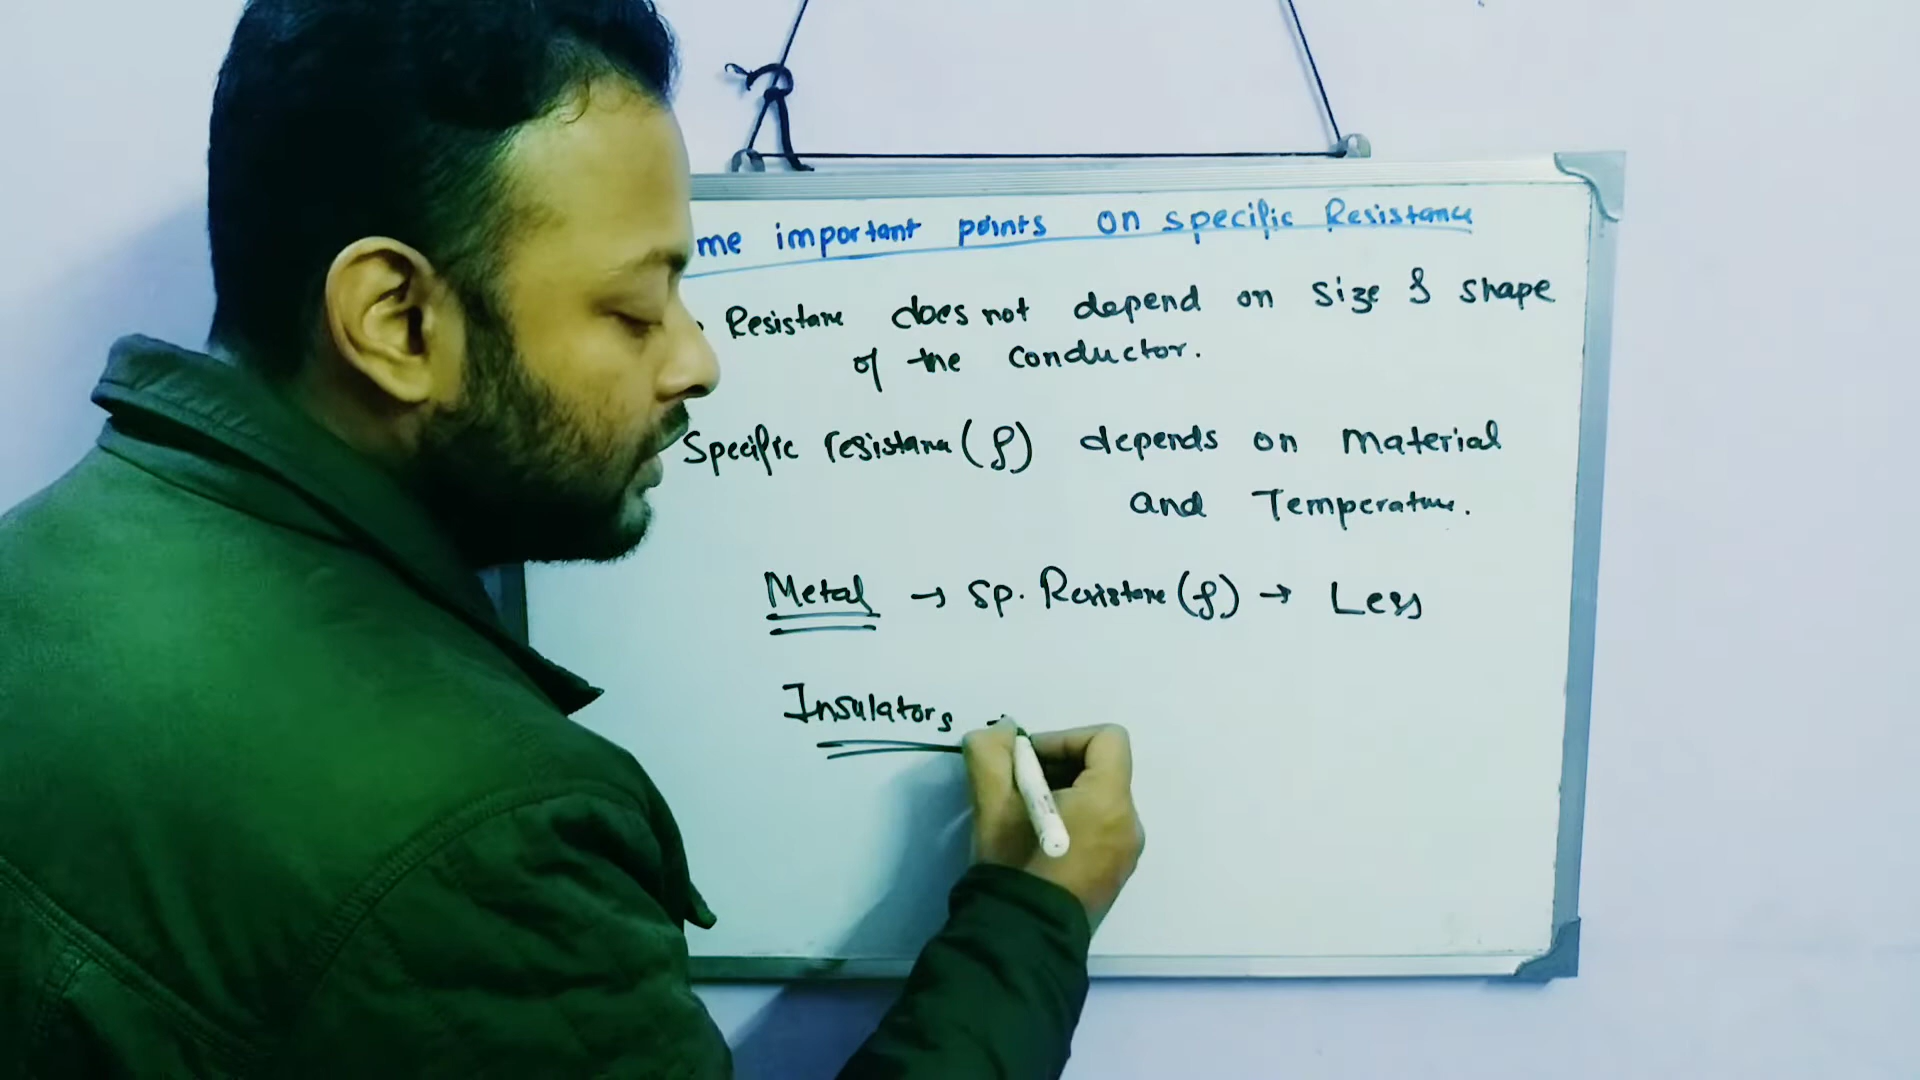 me important points on specific Resistance
Resistance does not depend on size & shape
of the conductor.
Specific resistance (ρ) depends on Material
and Temperature.
Metal → Sp. Resistance (ρ) → Less
Insulators →